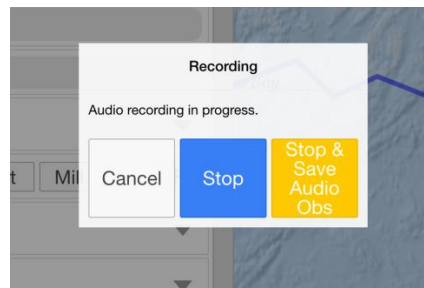 Recording
Audio recording in progress.
t
Mil
Cancel
Stop
Stop &
Save
Audio
Obs